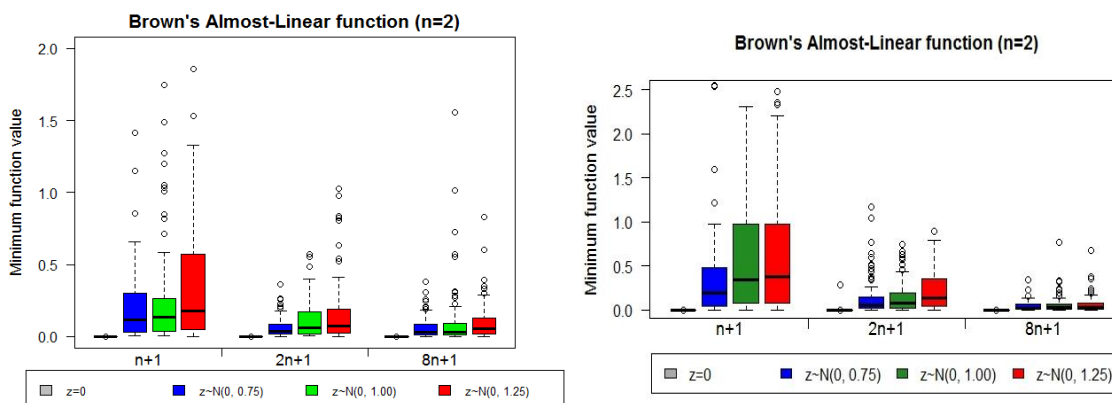 Brown's Almost-Linear function (n=2)
Minimum function value
2.0
1.5
1.0
0.5
0.0
n+1 2n+1 8n+1
z=0 z~N(0, 0.75) z~N(0, 1.00) z~N(0, 1.25)
Brown's Almost-Linear function (n=2)
Minimum function value
2.5
2.0
1.5
1.0
0.5
0.0
n+1 2n+1 8n+1
z=0 z~N(0, 0.75) z~N(0, 1.00) z~N(0, 1.25)